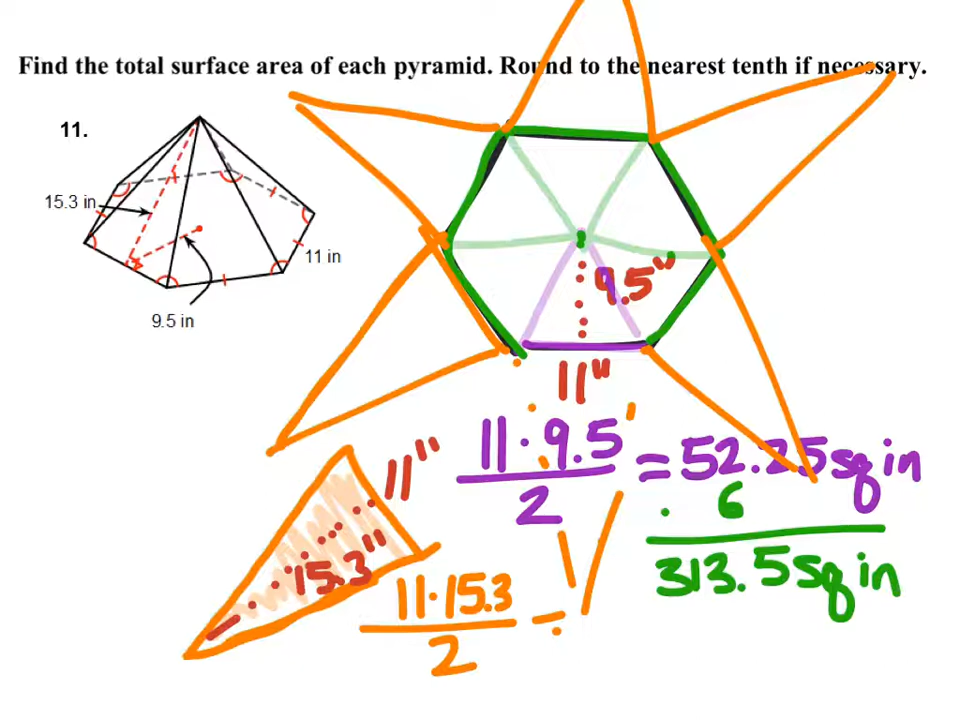 Find the total surface area of each pyramid. Round to the nearest tenth if necessary.
11.
15.3 in
11 in
9.5 in
9.5"
11"
11 · 9.5
2
= 52.25 sq in
· 6
313.5 sq in
11"
15.3"
11·15.3
2
=